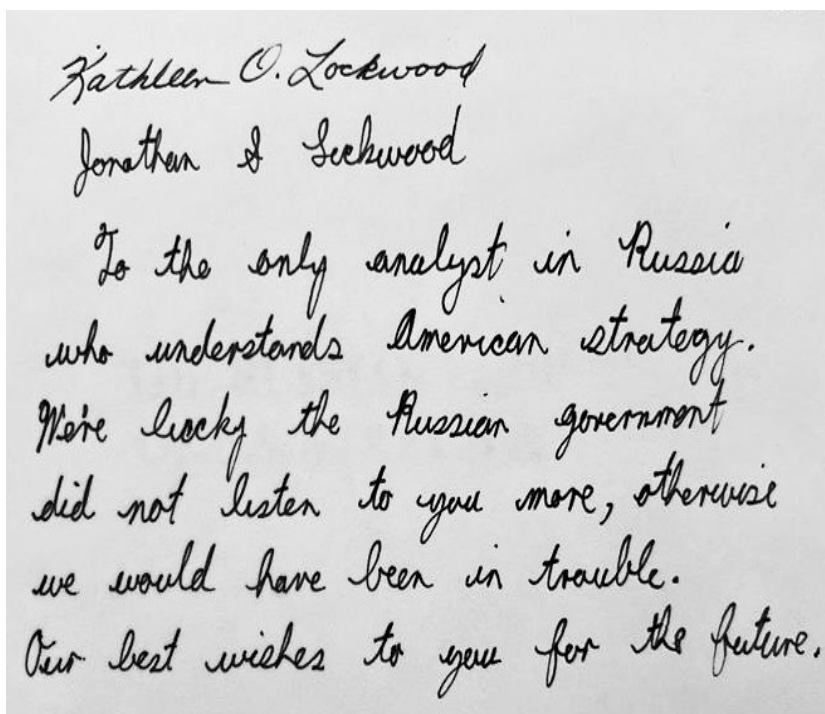 Kathleen O. Lockwood
Jonathan S Lockwood
To the only analyst in Russia
who understands American strategy.
We're lucky the Russian government
did not listen to you more, otherwise
we would have been in trouble.
Our best wishes to you for the future.